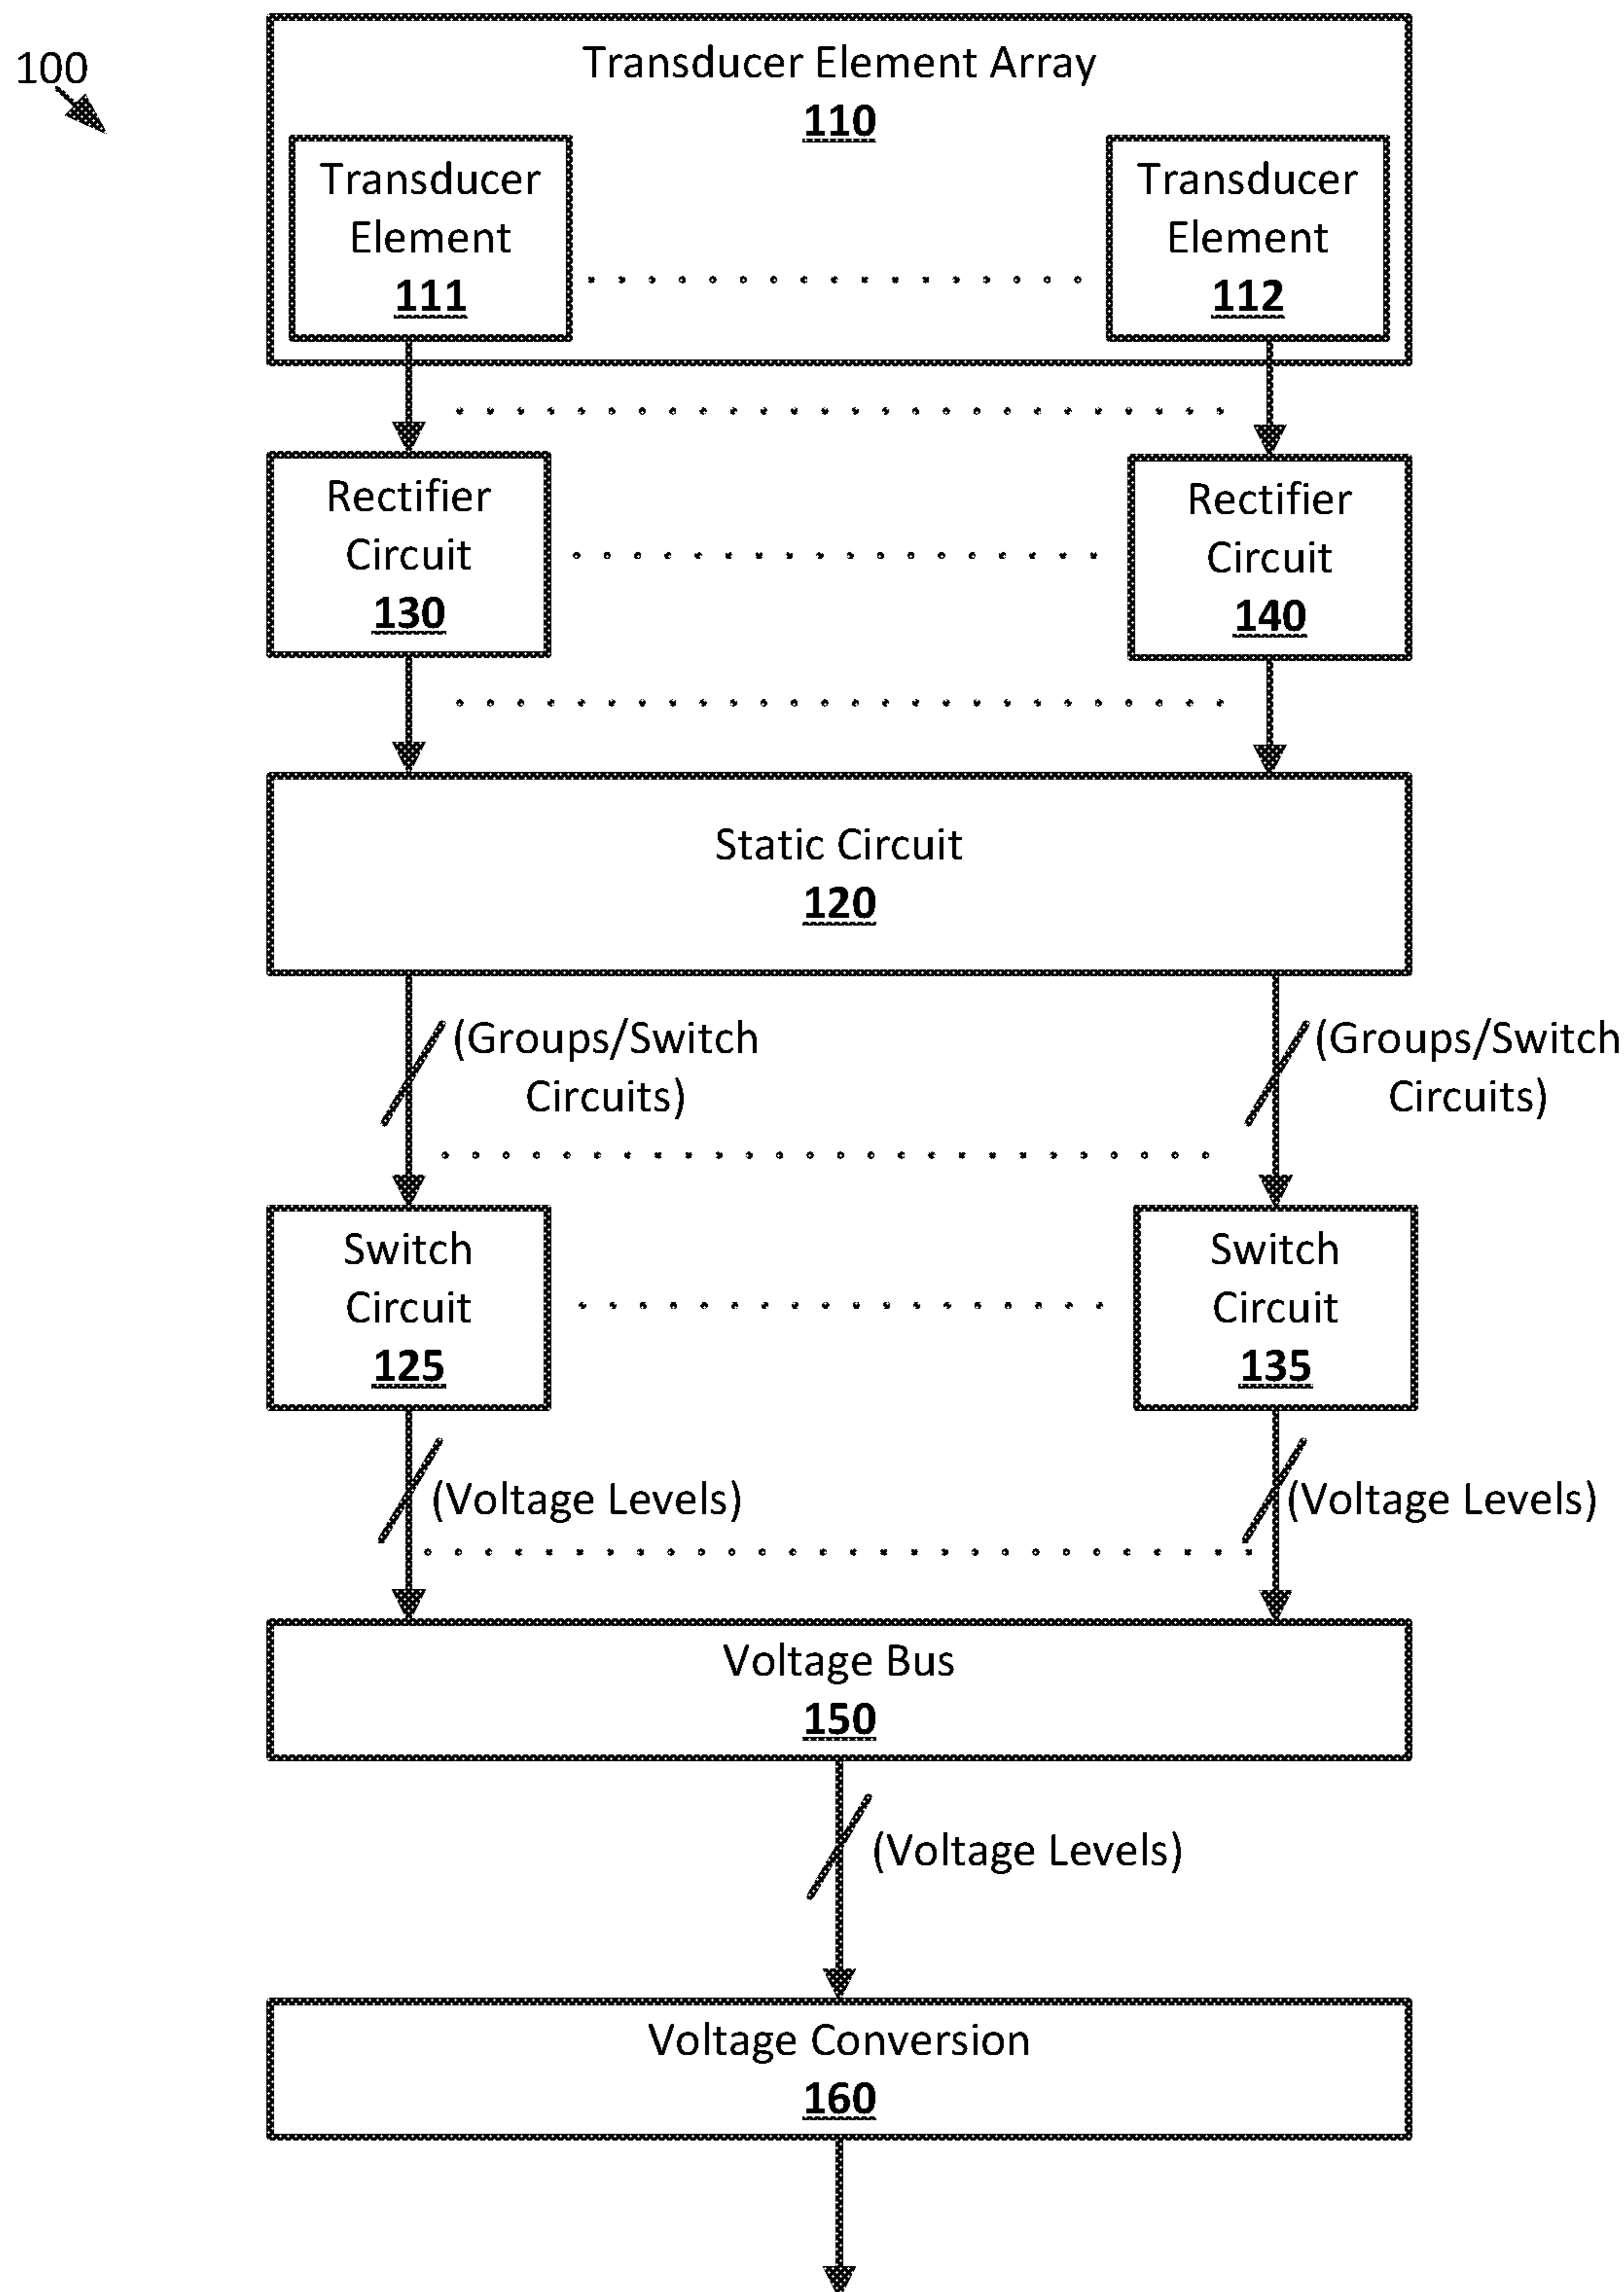 100
Transducer Element Array
110
Transducer
Element
111
Transducer
Element
112
Rectifier
Circuit
130
Rectifier
Circuit
140
Static Circuit
120
(Groups/Switch
Circuits)
(Groups/Switch
Circuits)
Switch
Circuit
125
Switch
Circuit
135
(Voltage Levels)
(Voltage Levels)
Voltage Bus
150
(Voltage Levels)
Voltage Conversion
160